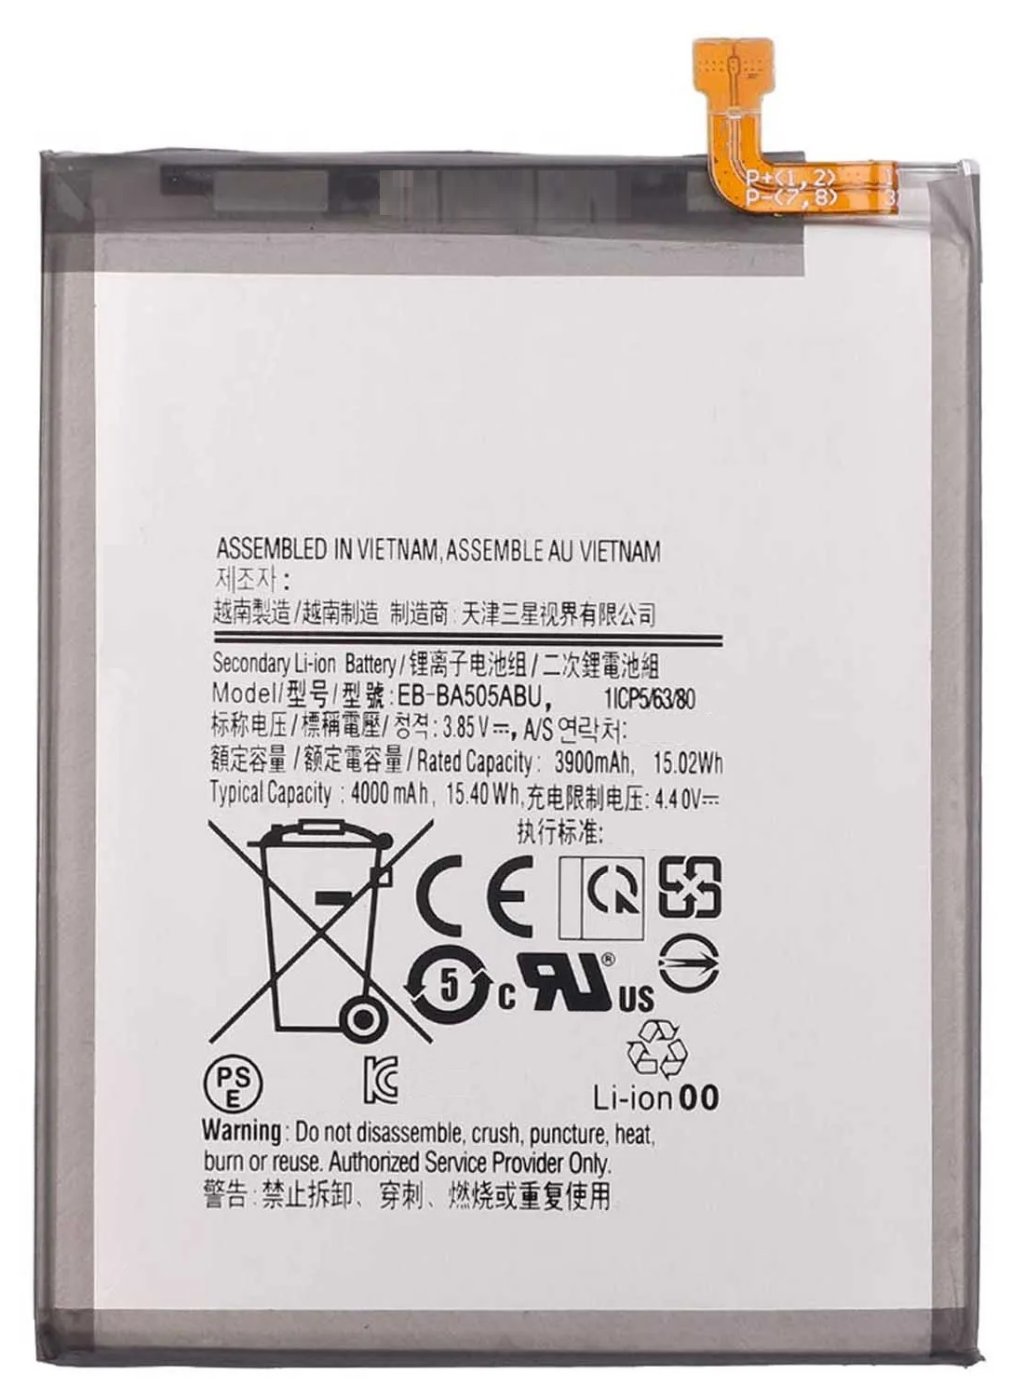 P+(1,2) 1
P-(7,8) 3
ASSEMBLED IN VIETNAM, ASSEMBLE AU VIETNAM
제조자 :
越南製造/越南制造 制造商: 天津三星视界有限公司
Secondary Li-ion Battery/锂离子电池组/二次鋰電池組
Model/型号/型號: EB-BA505ABU, 1ICP5/63/80
标称电压/標稱電壓/정격: 3.85V⎓, A/S 연락처:
額定容量/额定電容量/Rated Capacity: 3900mAh, 15.02Wh
Typical Capacity : 4000 mAh, 15.40 Wh, 充电限制电压: 4.40V⎓
执行标准:
CE
5
c RU® US
PS
E
KC
Li-ion 00
Warning: Do not disassemble, crush, puncture, heat,
burn or reuse. Authorized Service Provider Only.
警告: 禁止拆卸、穿刺、燃烧或重复使用